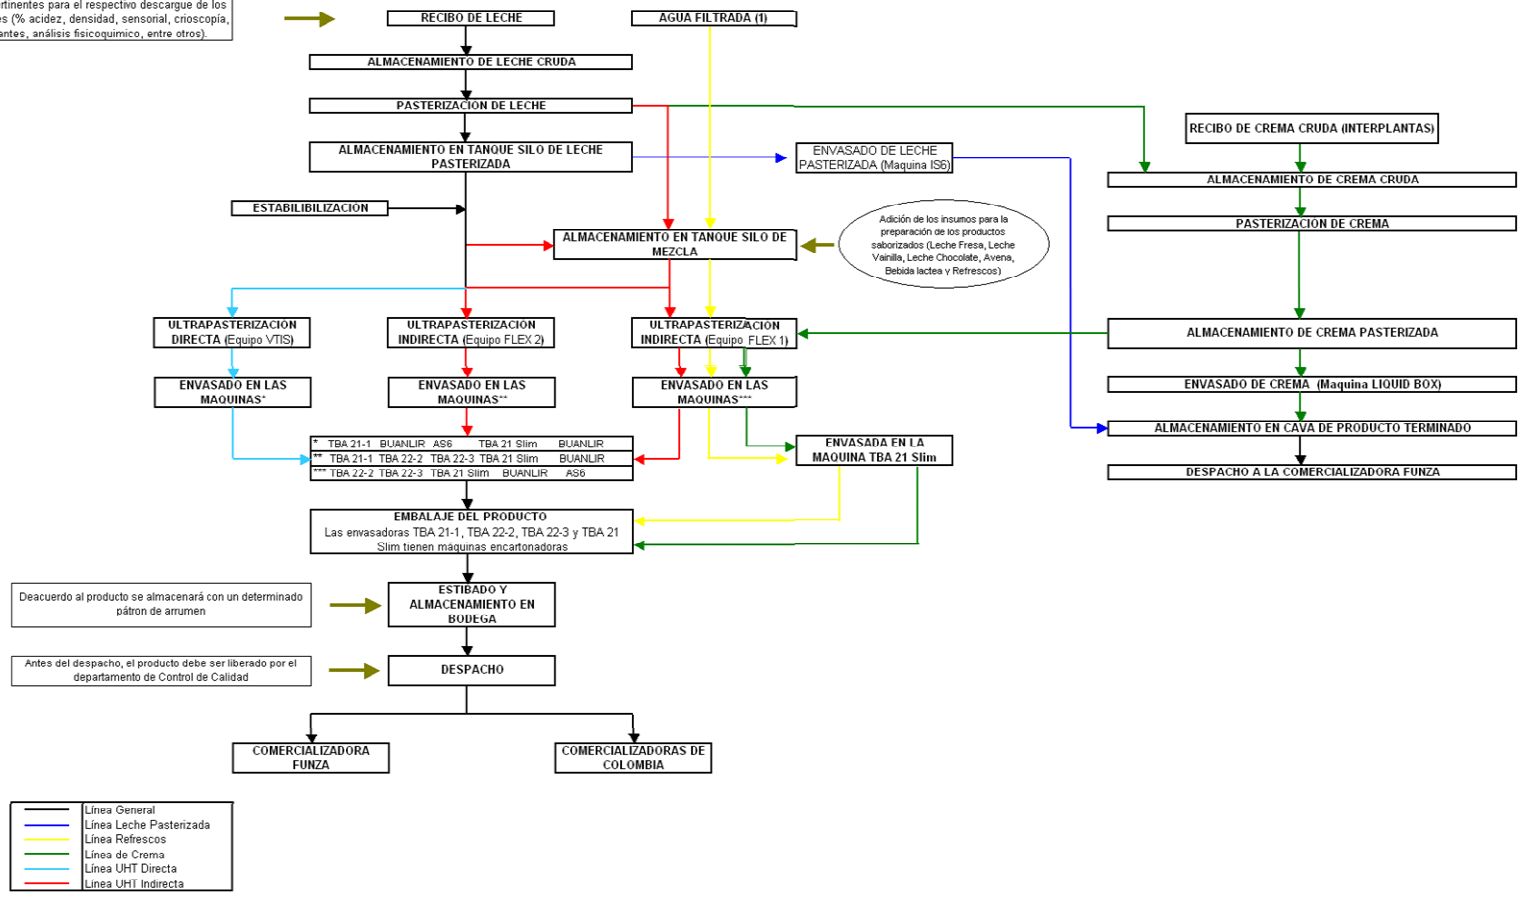 pertinentes para el respectivo descargue de los
es (% acidez, densidad, sensorial, crioscopía,
antes, análisis fisicoquimico, entre otros).
RECIBO DE LECHE
AGUA FILTRADA (1)
ALMACENAMIENTO DE LECHE CRUDA
PASTERIZACIÓN DE LECHE
RECIBO DE CREMA CRUDA (INTERPLANTAS)
ALMACENAMIENTO EN TANQUE SILO DE LECHE
PASTERIZADA
ENVASADO DE LECHE
PASTERIZADA (Maquina IS6)
ALMACENAMIENTO DE CREMA CRUDA
ESTABILIBILIZACIÓN
PASTERIZACIÓN DE CREMA
ALMACENAMIENTO EN TANQUE SILO DE
MEZCLA
Adición de los insumos para la
preparación de los productos
saborizados (Leche Fresa, Leche
Vainilla, Leche Chocolate, Avena,
Bebida lactea y Refrescos)
ULTRAPASTERIZACIÓN
DIRECTA (Equipo VTIS)
ULTRAPASTERIZACIÓN
INDIRECTA (Equipo FLEX 2)
ULTRAPASTERIZACIÓN
INDIRECTA (Equipo FLEX 1)
ALMACENAMIENTO DE CREMA PASTERIZADA
ENVASADO EN LAS
MAQUINAS*
ENVASADO EN LAS
MAQUINAS**
ENVASADO EN LAS
MAQUINAS***
ENVASADO DE CREMA (Maquina LIQUID BOX)
ALMACENAMIENTO EN CAVA DE PRODUCTO TERMINADO
* TBA 21-1 BUANLIR AS6 TBA 21 Slim BUANLIR
** TBA 21-1 TBA 22-2 TBA 22-3 TBA 21 Slim BUANLIR
*** TBA 22-2 TBA 22-3 TBA 21 Slim BUANLIR AS6
ENVASADA EN LA
MAQUINA TBA 21 Slim
DESPACHO A LA COMERCIALIZADORA FUNZA
EMBALAJE DEL PRODUCTO
Las envasadoras TBA 21-1, TBA 22-2, TBA 22-3 y TBA 21
Slim tienen máquinas encartonadoras
Deacuerdo al producto se almacenará con un determinado
pátron de arrumen
ESTIBADO Y
ALMACENAMIENTO EN
BODEGA
Antes del despacho, el producto debe ser liberado por el
departamento de Control de Calidad
DESPACHO
COMERCIALIZADORA
FUNZA
COMERCIALIZADORAS DE
COLOMBIA
Línea General
Línea Leche Pasterizada
Línea Refrescos
Línea de Crema
Línea UHT Directa
Línea UHT Indirecta